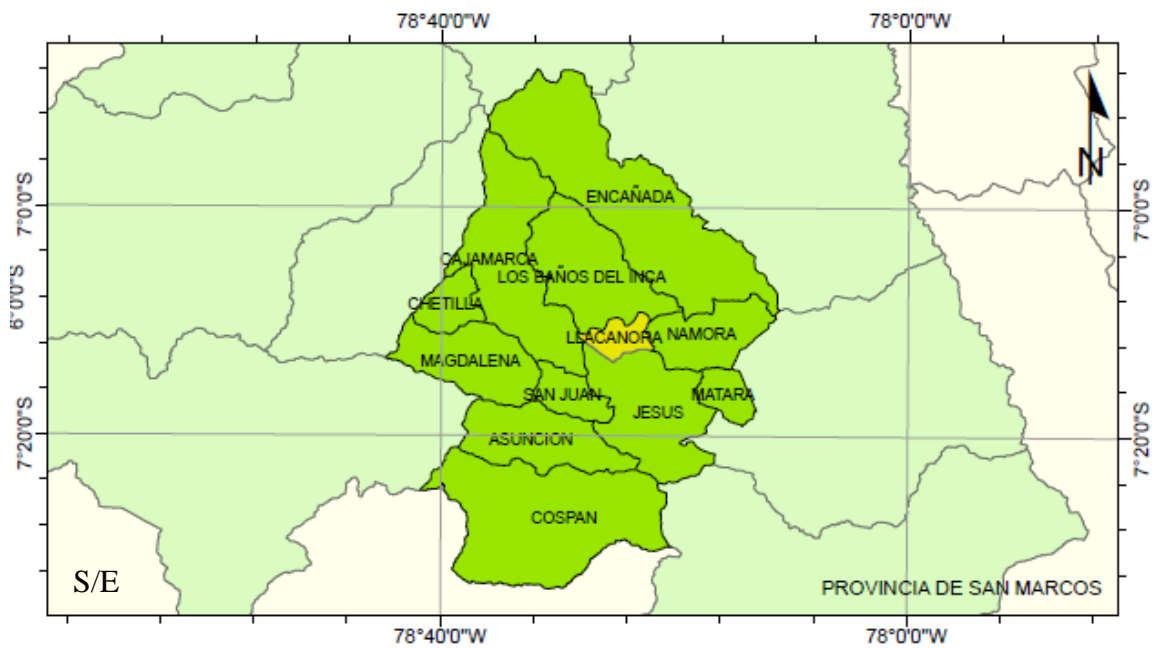 78°40'0"W
78°0'0"W
N
ENCAÑADA
7°0'0"S
7°0'0"S
CAJAMARCA
LOS BAÑOS DEL INCA
6°0'0"S
CHETILLA
LLACANORA
NAMORA
MAGDALENA
SAN JUAN
MATARA
JESUS
7°20'0"S
ASUNCION
7°20'0"S
COSPAN
S/E
PROVINCIA DE SAN MARCOS
78°40'0"W
78°0'0"W